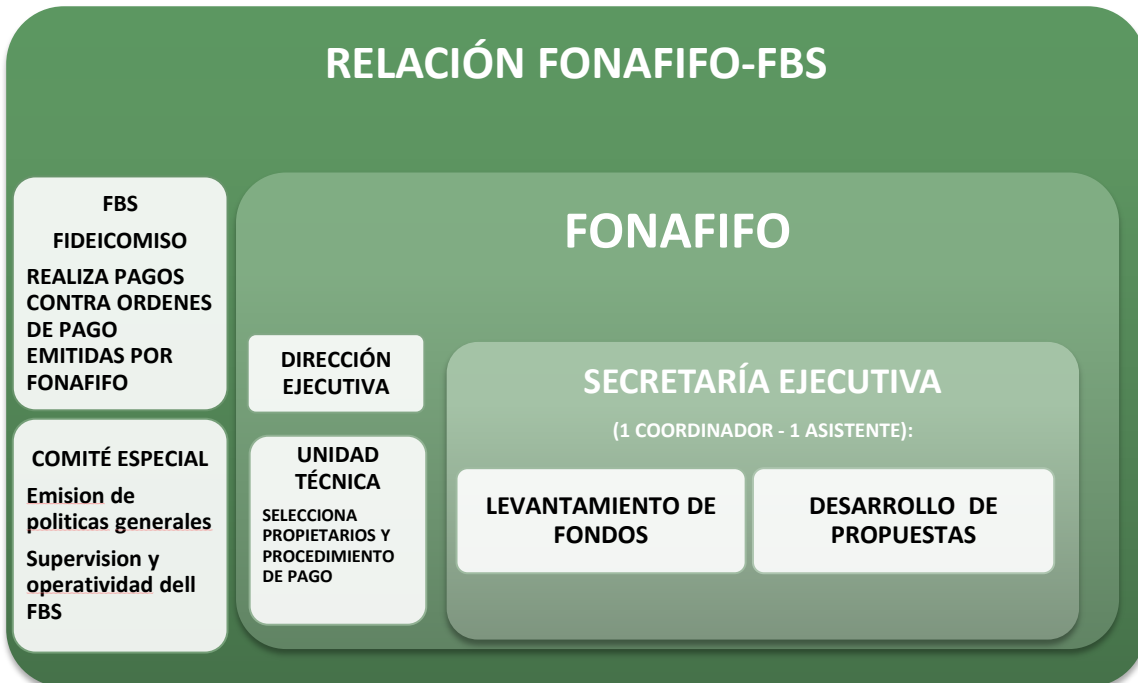 RELACIÓN FONAFIFO-FBS
FBS
FIDEICOMISO
REALIZA PAGOS
CONTRA ORDENES
DE PAGO
EMITIDAS POR
FONAFIFO
COMITÉ ESPECIAL
Emision de
politicas generales
Supervision y
operatividad dell
FBS
FONAFIFO
DIRECCIÓN
EJECUTIVA
UNIDAD
TÉCNICA
SELECCIONA
PROPIETARIOS Y
PROCEDIMIENTO
DE PAGO
SECRETARÍA EJECUTIVA
(1 COORDINADOR - 1 ASISTENTE):
LEVANTAMIENTO DE
FONDOS
DESARROLLO DE
PROPUESTAS